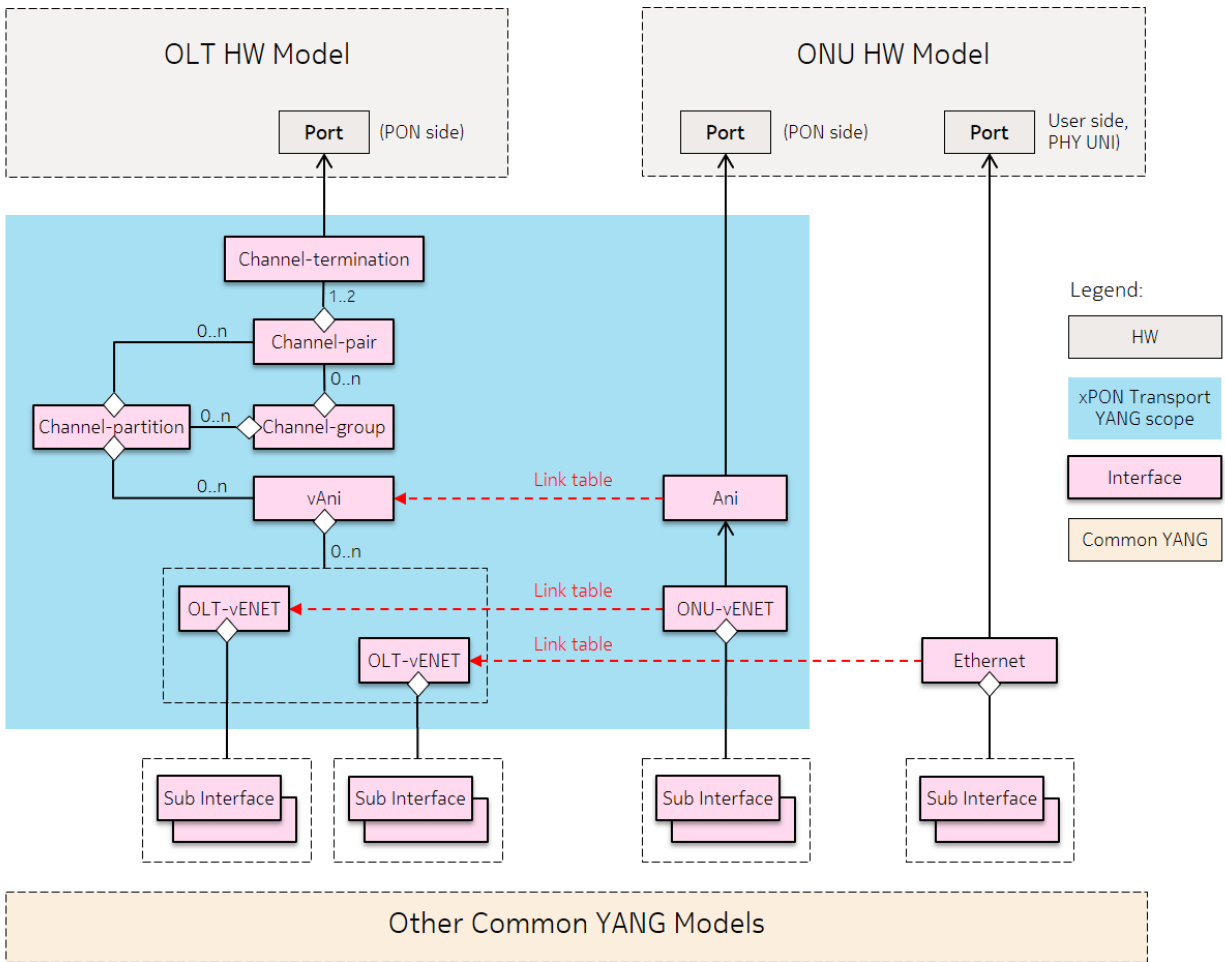 OLT HW Model
ONU HW Model
Port
(PON side)
Port
(PON side)
Port
User side,
PHY UNI)
Channel-termination
1..2
Channel-pair
0..n
0..n
Channel-partition
0..n
Channel-group
0..n
vAni
Link table
Ani
0..n
OLT-vENET
Link table
ONU-vENET
OLT-vENET
Link table
Ethernet
Sub Interface
Sub Interface
Sub Interface
Sub Interface
Legend:
HW
xPON Transport
YANG scope
Interface
Common YANG
Other Common YANG Models